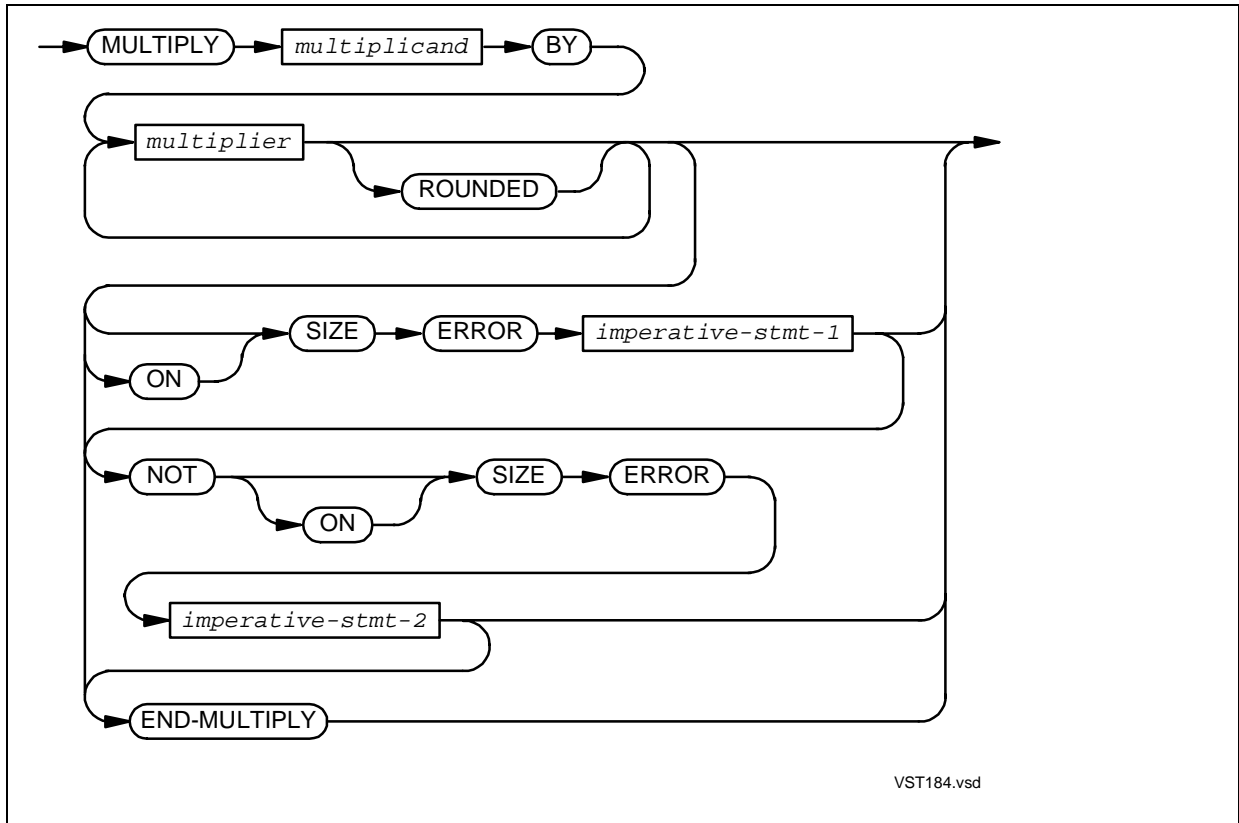 MULTIPLY multiplicand BY
multiplier
ROUNDED
SIZE ERROR imperative-stmt-1
ON
NOT SIZE ERROR
ON
imperative-stmt-2
END-MULTIPLY
VST184.vsd